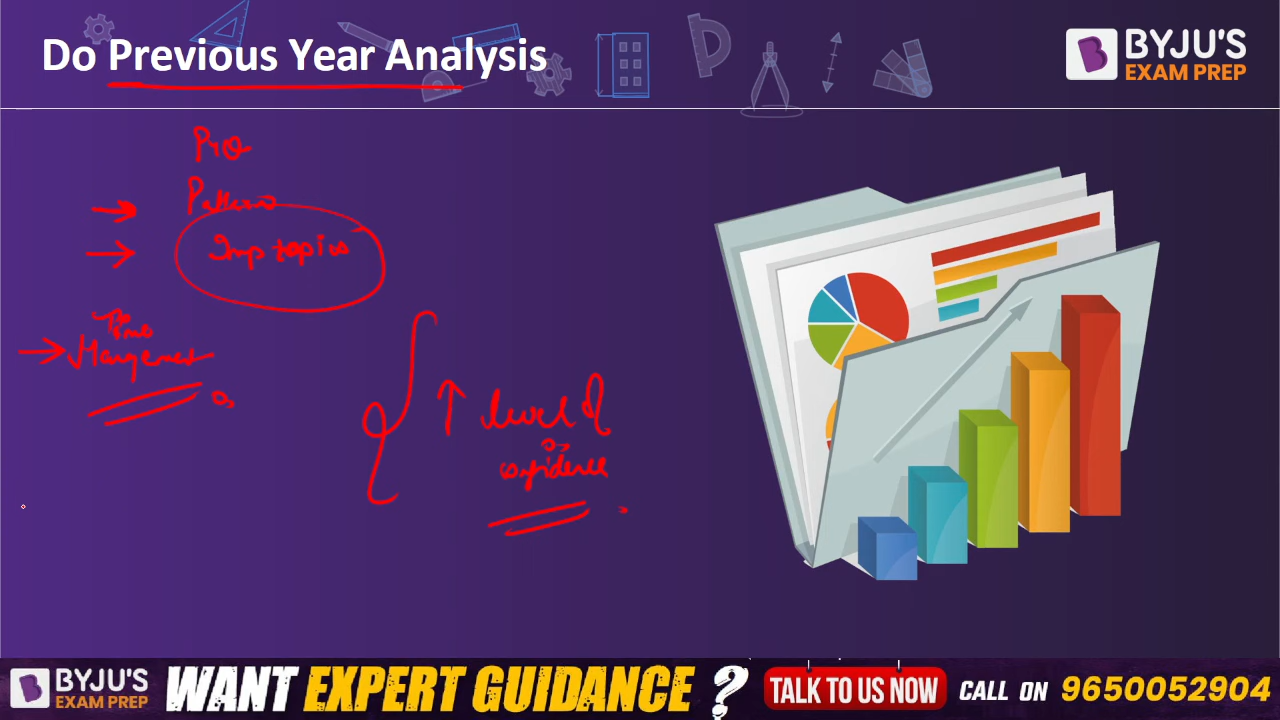 Do Previous Year Analysis
BYJU'S
EXAM PREP
PYQ
Pattern
Imp topics
Time
Management
↑ level of
confidence
BYJU'S
EXAM PREP
WANT EXPERT GUIDANCE ?
TALK TO US NOW
CALL ON 9650052904